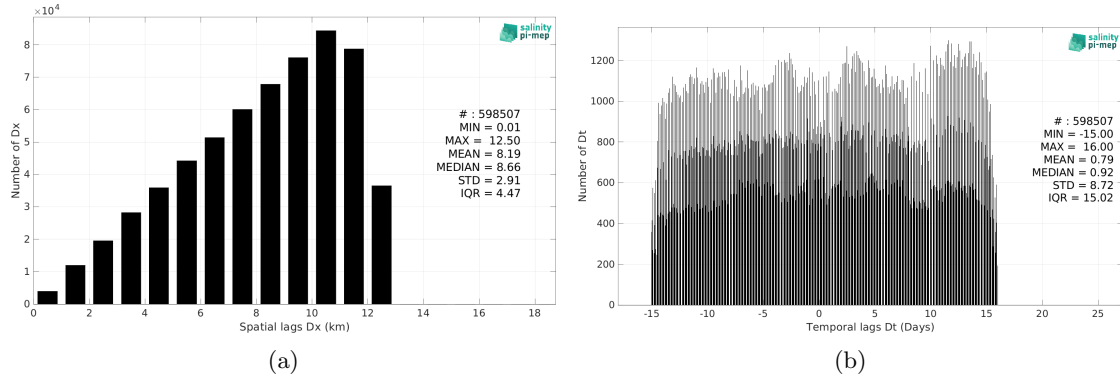 ×10⁴
8
7
6
5
4
3
2
1
0
Number of Dx
0 2 4 6 8 10 12 14 16 18
Spatial lags Dx (km)
salinity
pi-mep
# : 598507
MIN = 0.01
MAX = 12.50
MEAN = 8.19
MEDIAN = 8.66
STD = 2.91
IQR = 4.47
(a)
1200
1000
800
600
400
200
0
Number of Dt
-15 -10 -5 0 5 10 15 20 25
Temporal lags Dt (Days)
salinity
pi-mep
# : 598507
MIN = -15.00
MAX = 16.00
MEAN = 0.79
MEDIAN = 0.92
STD = 8.72
IQR = 15.02
(b)